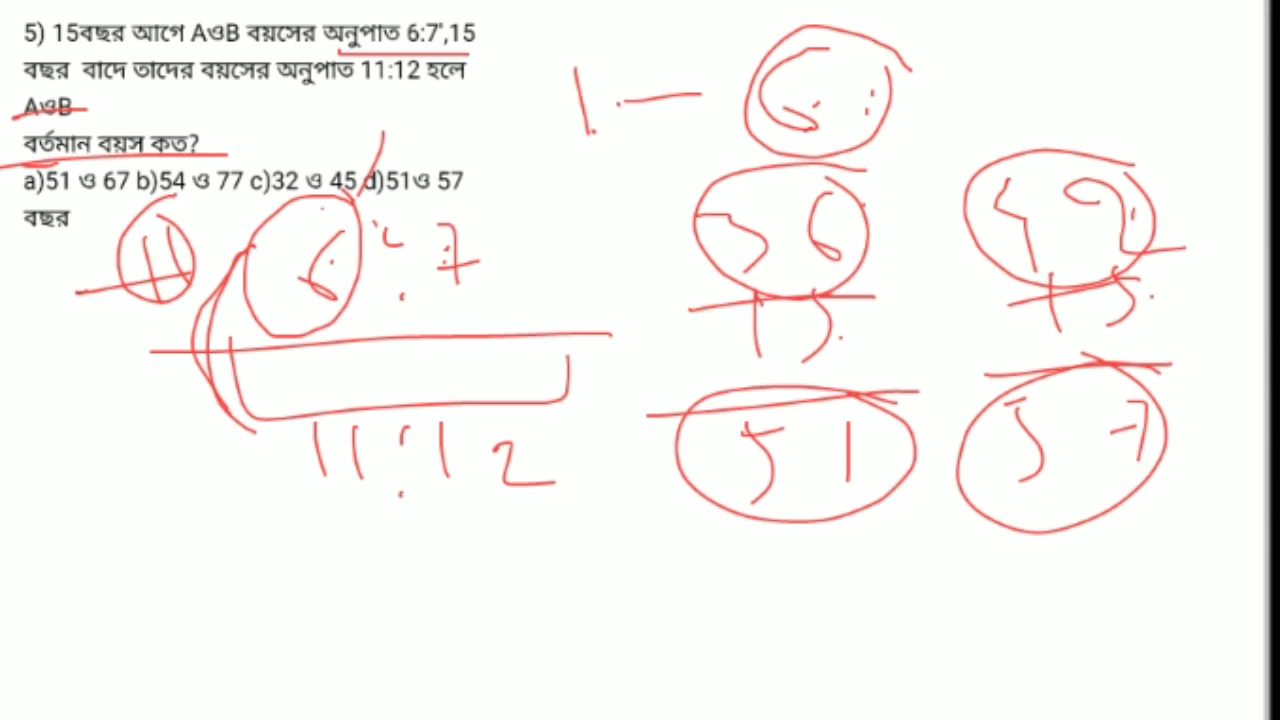 5) 15বছর আগে AওB বয়সের অনুপাত 6:7',15
বছর  বাদে তাদের বয়সের অনুপাত 11:12 হলে
AওB
বর্তমান বয়স কত?
a)51 ও 67 b)54 ও 77 c)32 ও 45 d)51ও 57
বছর
1 — 6
11 6 : 7
36 42
15 15
11:12 51 57